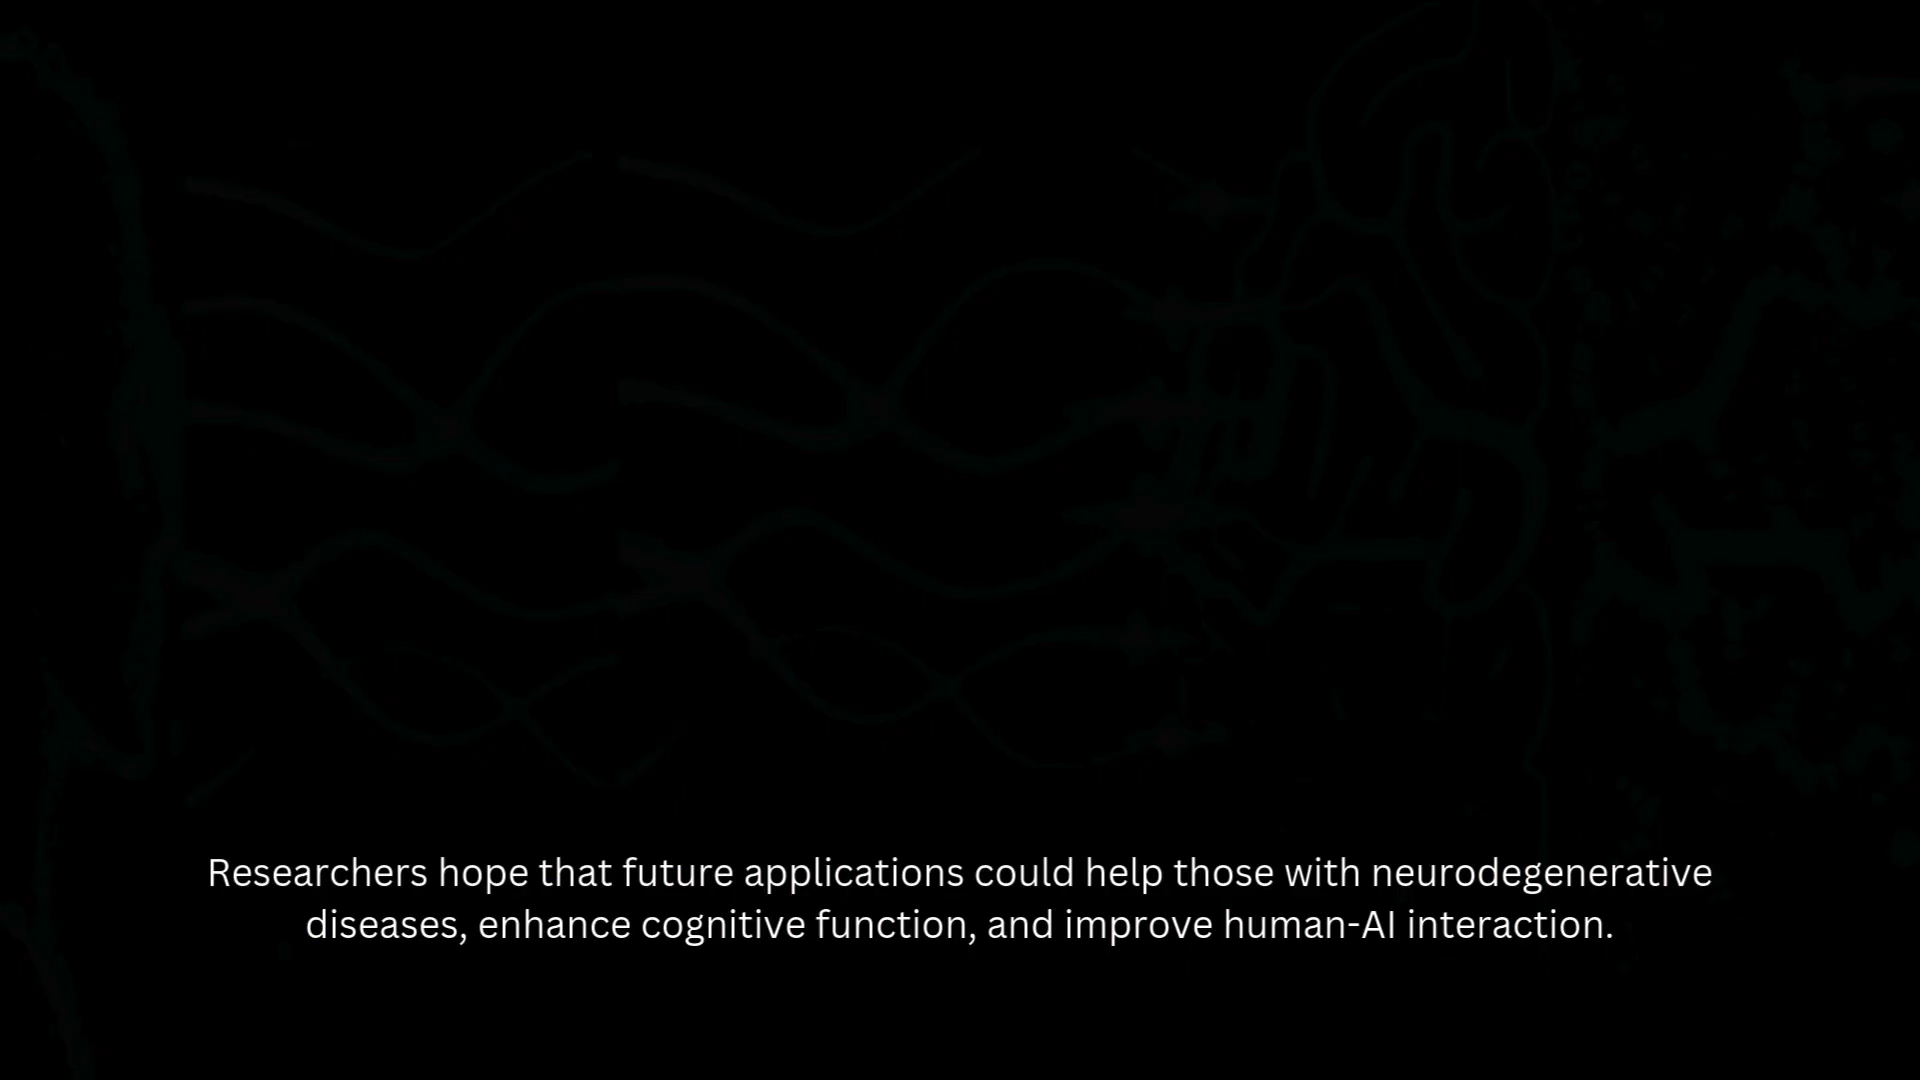 Researchers hope that future applications could help those with neurodegenerative
diseases, enhance cognitive function, and improve human-AI interaction.